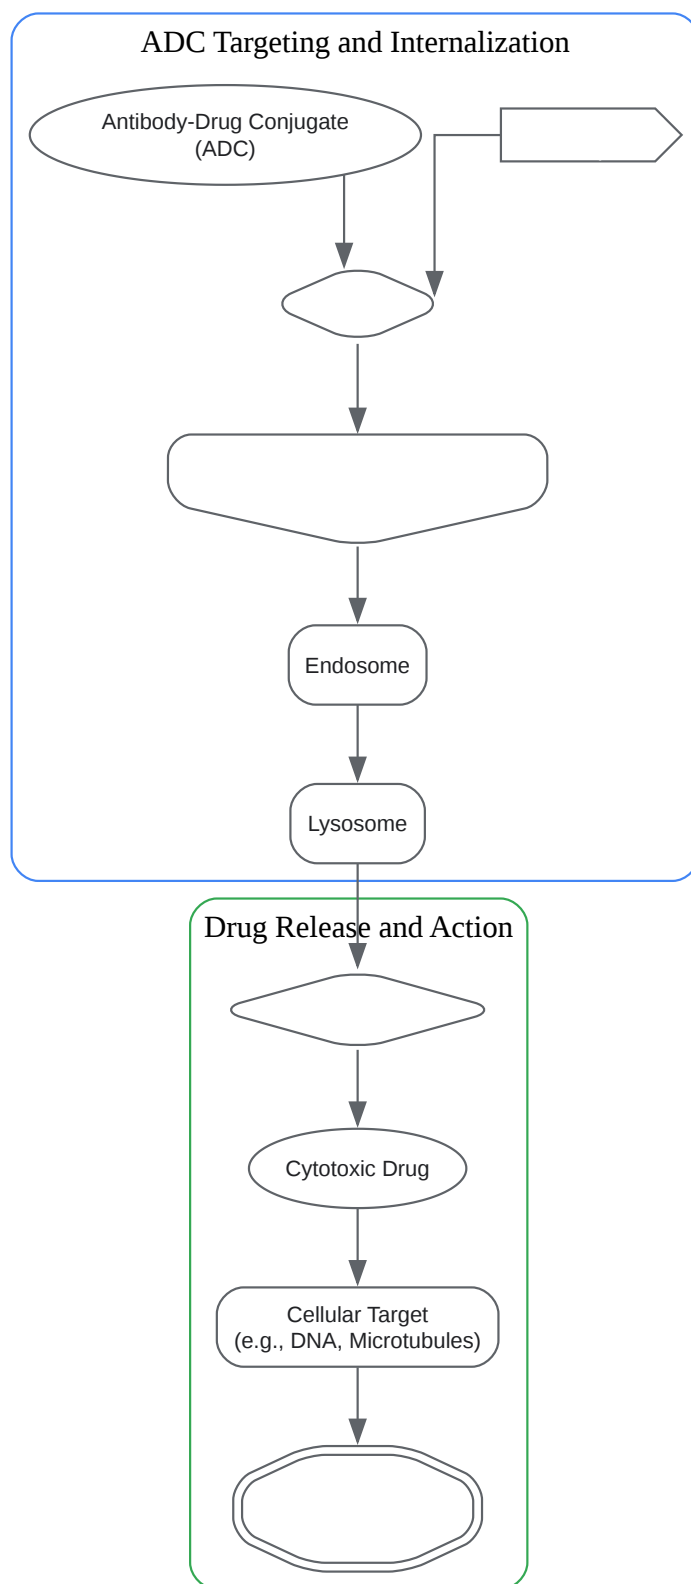 ADC Targeting and Internalization
Antibody-Drug Conjugate
(ADC)
Endosome
Lysosome
Drug Release and Action
Cytotoxic Drug
Cellular Target
(e.g., DNA, Microtubules)